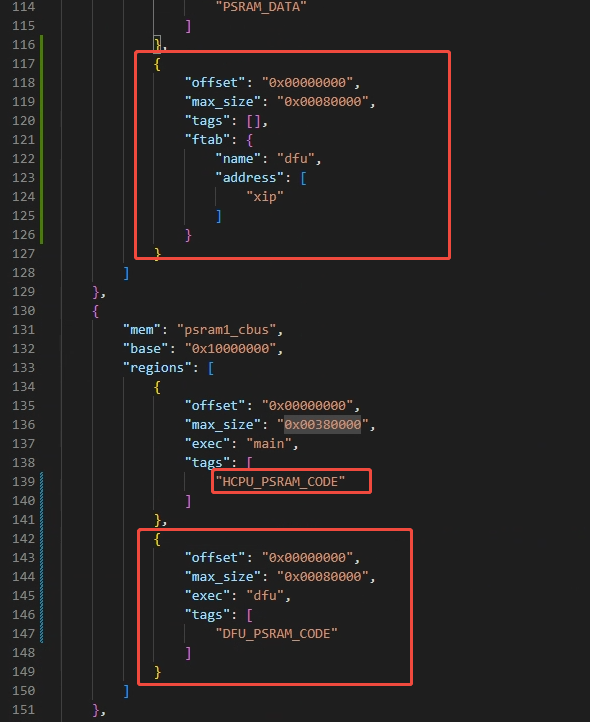 114 "PSRAM_DATA"
115 ]
116 },
117 {
118 "offset": "0x00000000",
119 "max_size": "0x00080000",
120 "tags": [],
121 "ftab": {
122 "name": "dfu",
123 "address": [
124 "xip"
125 ]
126 }
127 }
128 ]
129 },
130 {
131 "mem": "psram1_cbus",
132 "base": "0x10000000",
133 "regions": [
134 {
135 "offset": "0x00000000",
136 "max_size": "0x00380000",
137 "exec": "main",
138 "tags": [
139 "HCPU_PSRAM_CODE"
140 ]
141 },
142 {
143 "offset": "0x00000000",
144 "max_size": "0x00080000",
145 "exec": "dfu",
146 "tags": [
147 "DFU_PSRAM_CODE"
148 ]
149 }
150 ]
151 },